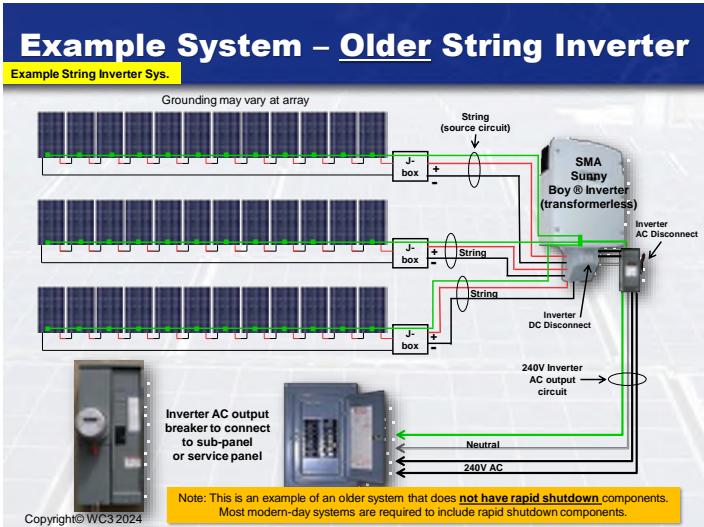 Example System – Older String Inverter
Example String Inverter Sys.
Grounding may vary at array
String
(source circuit)
J-
box
+
-
SMA
Sunny
Boy ® Inverter
(transformerless)
Inverter
AC Disconnect
J-
box
+
-
String
String
Inverter
DC Disconnect
J-
box
+
-
240V Inverter
AC output
circuit
Inverter AC output
breaker to connect
to sub-panel
or service panel
Neutral
240V AC
Note: This is an example of an older system that does not have rapid shutdown components.
Most modern-day systems are required to include rapid shutdown components.
Copyright© WC3 2024